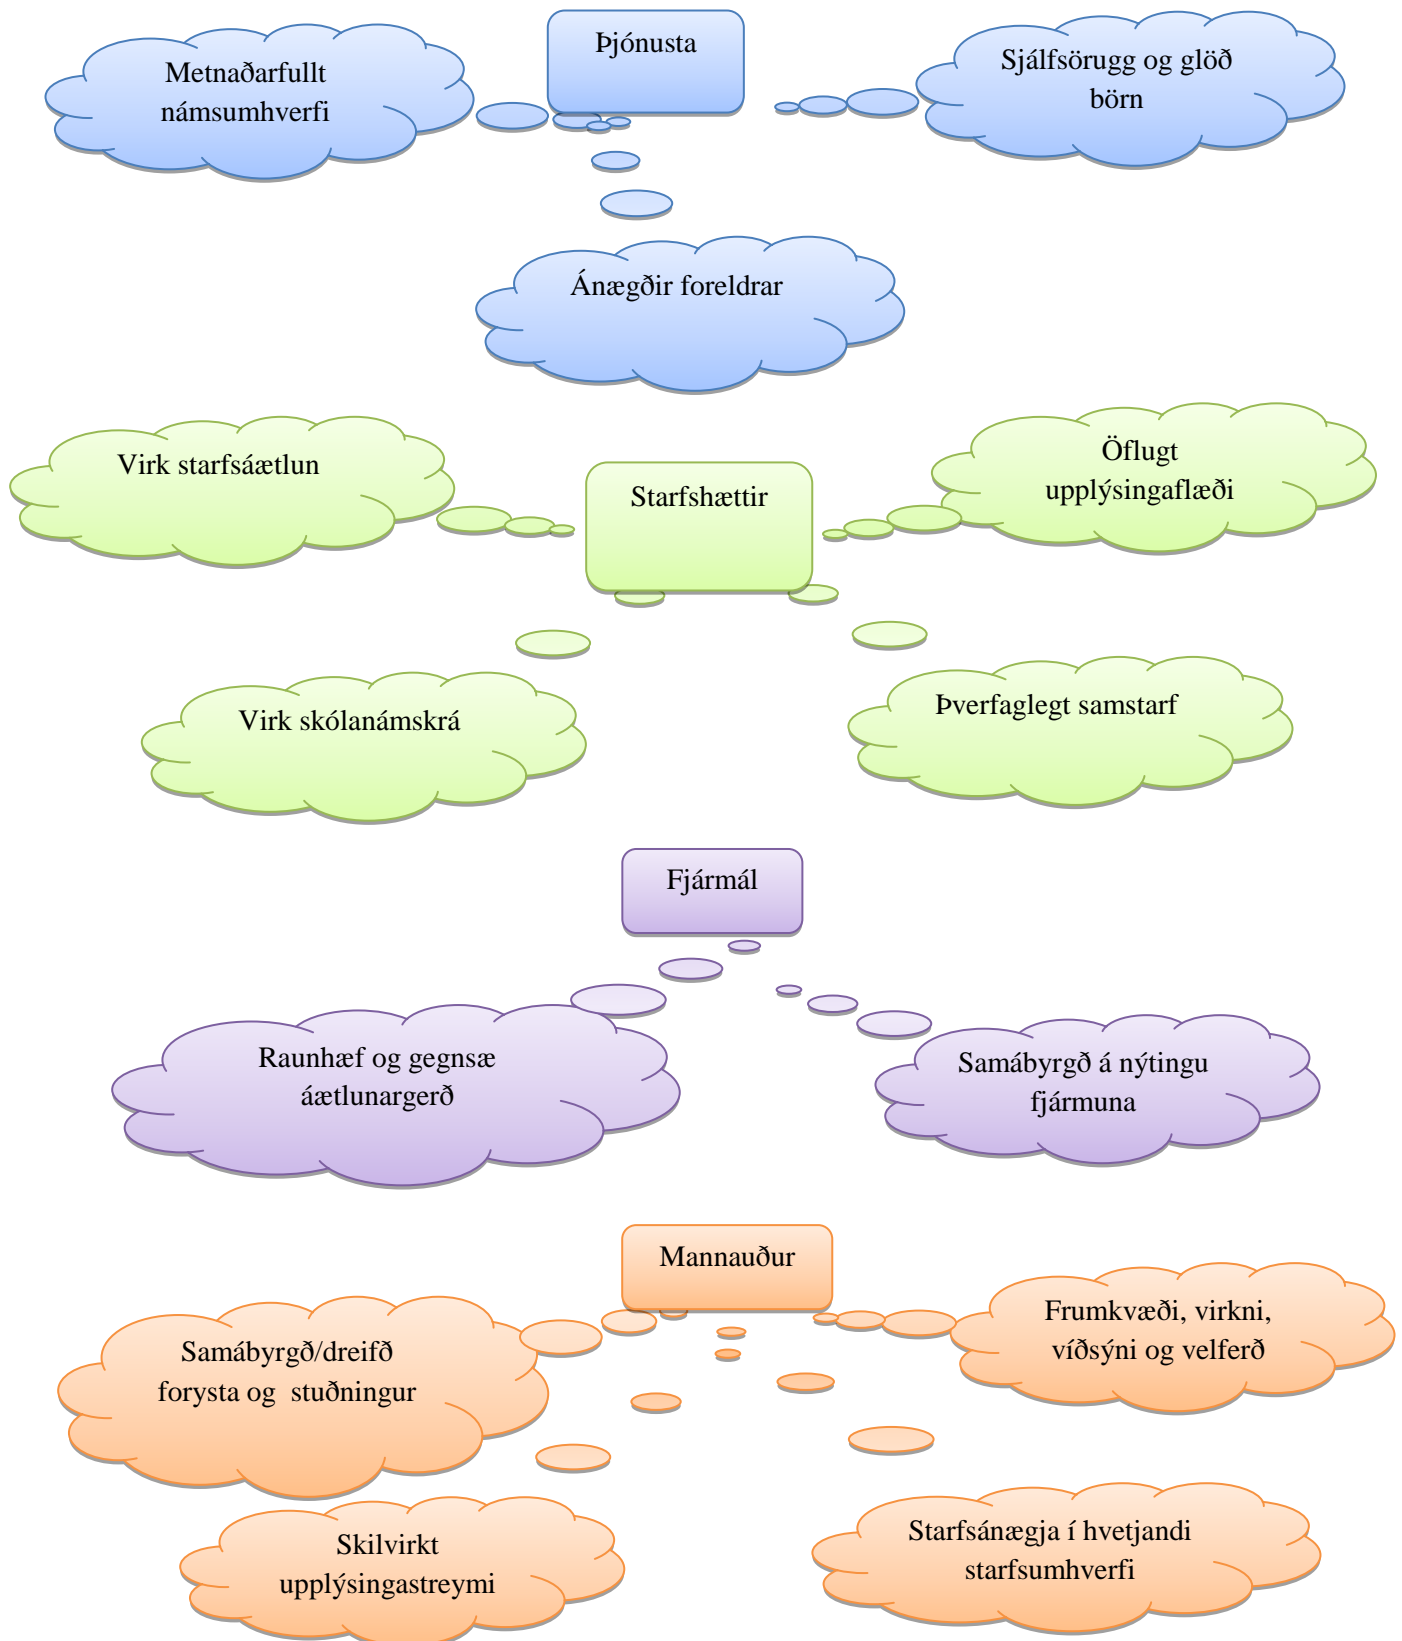 Þjónusta
Metnaðarfullt
námsumhverfi
Sjálfsörugg og glöð
börn
Ánægðir foreldrar
Virk starfsáætlun
Starfshættir
Öflugt
upplýsingaflæði
Virk skólanámskrá
Þverfaglegt samstarf
Fjármál
Raunhæf og gegnsæ
áætlunargerð
Samábyrgð á nýtingu
fjármuna
Mannauður
Samábyrgð/dreifð
forysta og stuðningur
Frumkvæði, virkni,
víðsýni og velferð
Skilvirkt
upplýsingastreymi
Starfsánægja í hvetjandi
starfsumhverfi